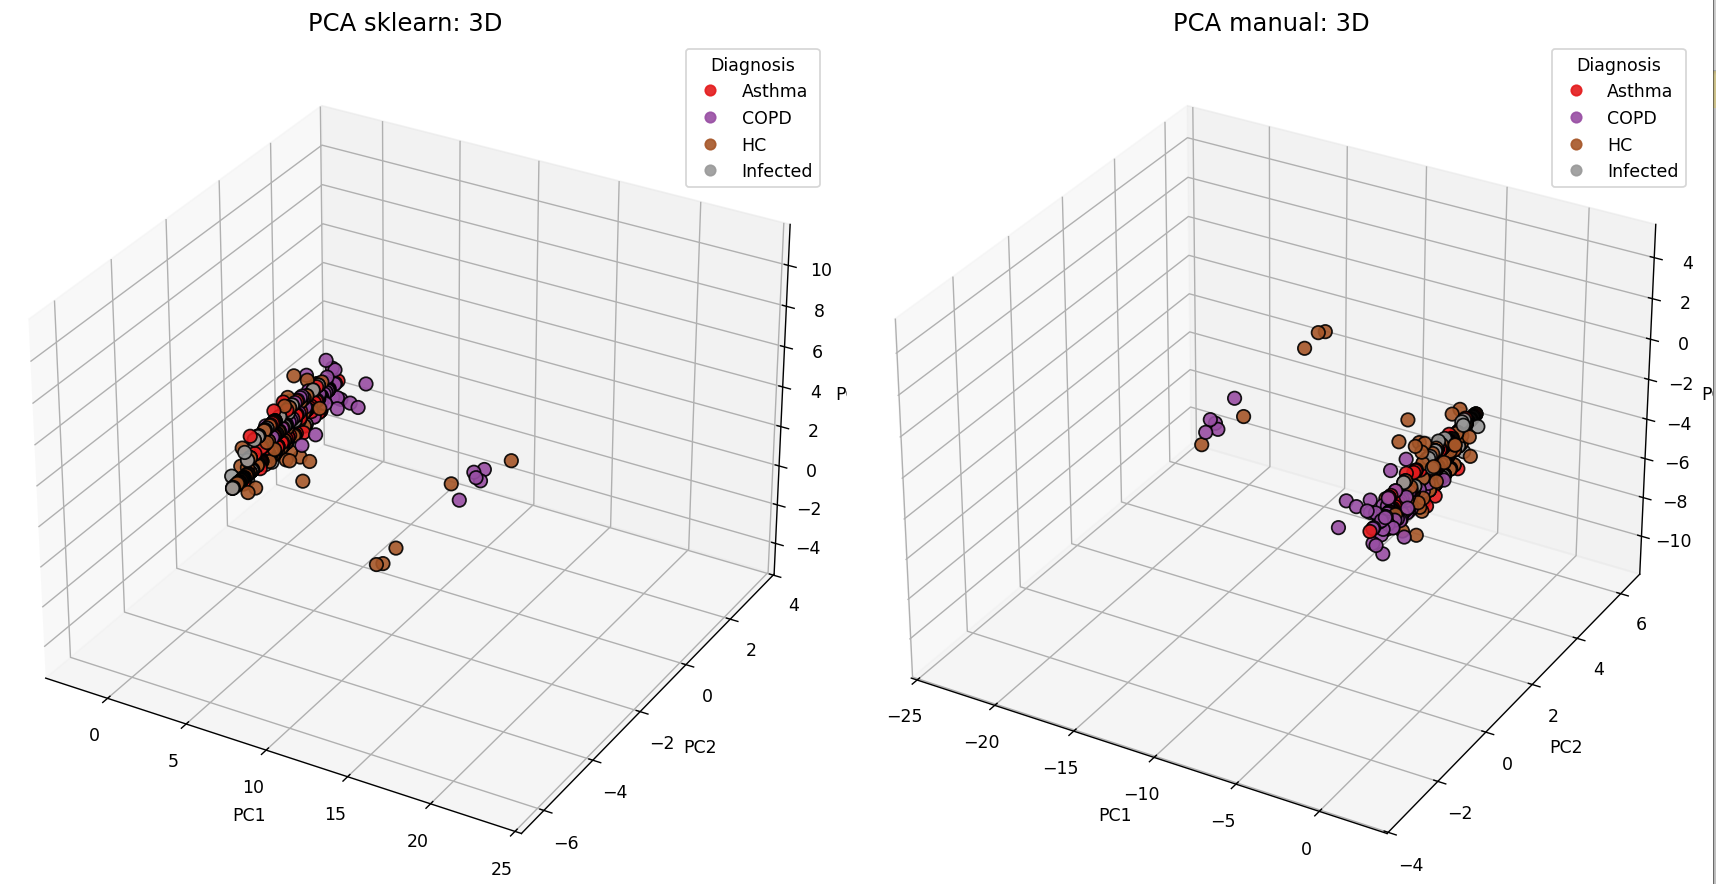 PCA sklearn: 3D
Diagnosis
Asthma
COPD
HC
Infected
10
8
6
4
2
0
−2
−4
4
2
0
−2
−4
−6
PC2
0
5
10
15
20
25
PC1
PCA manual: 3D
Diagnosis
Asthma
COPD
HC
Infected
4
2
0
−2
−4
−6
−8
−10
6
4
2
0
−2
−4
PC2
−25
−20
−15
−10
−5
0
PC1